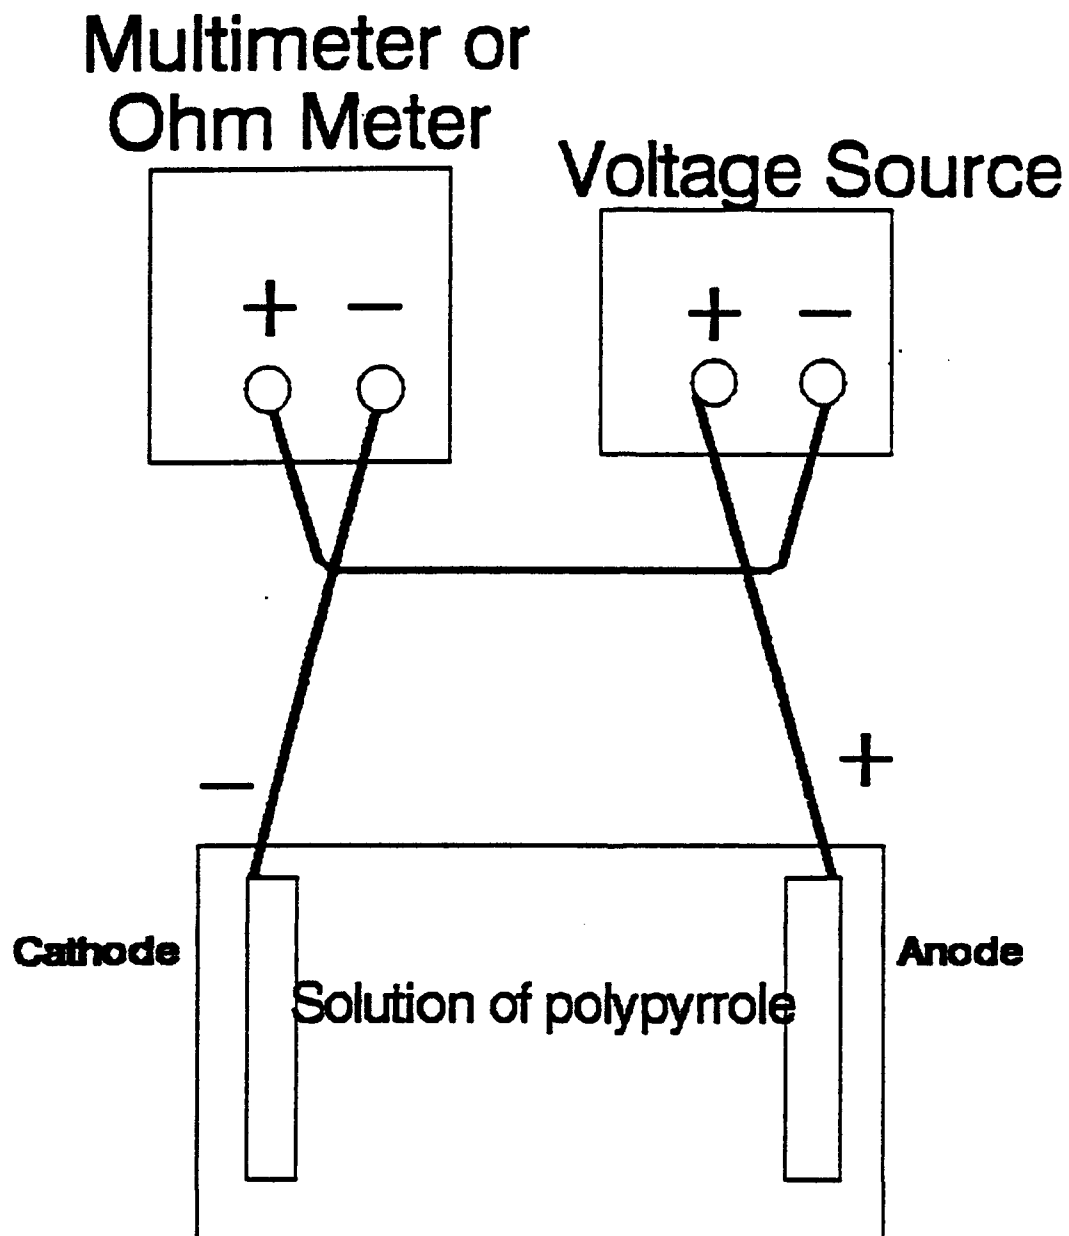 Multimeter or
Ohm Meter
Voltage Source
+ −
+ −
−
+
Cathode
Anode
Solution of polypyrrole